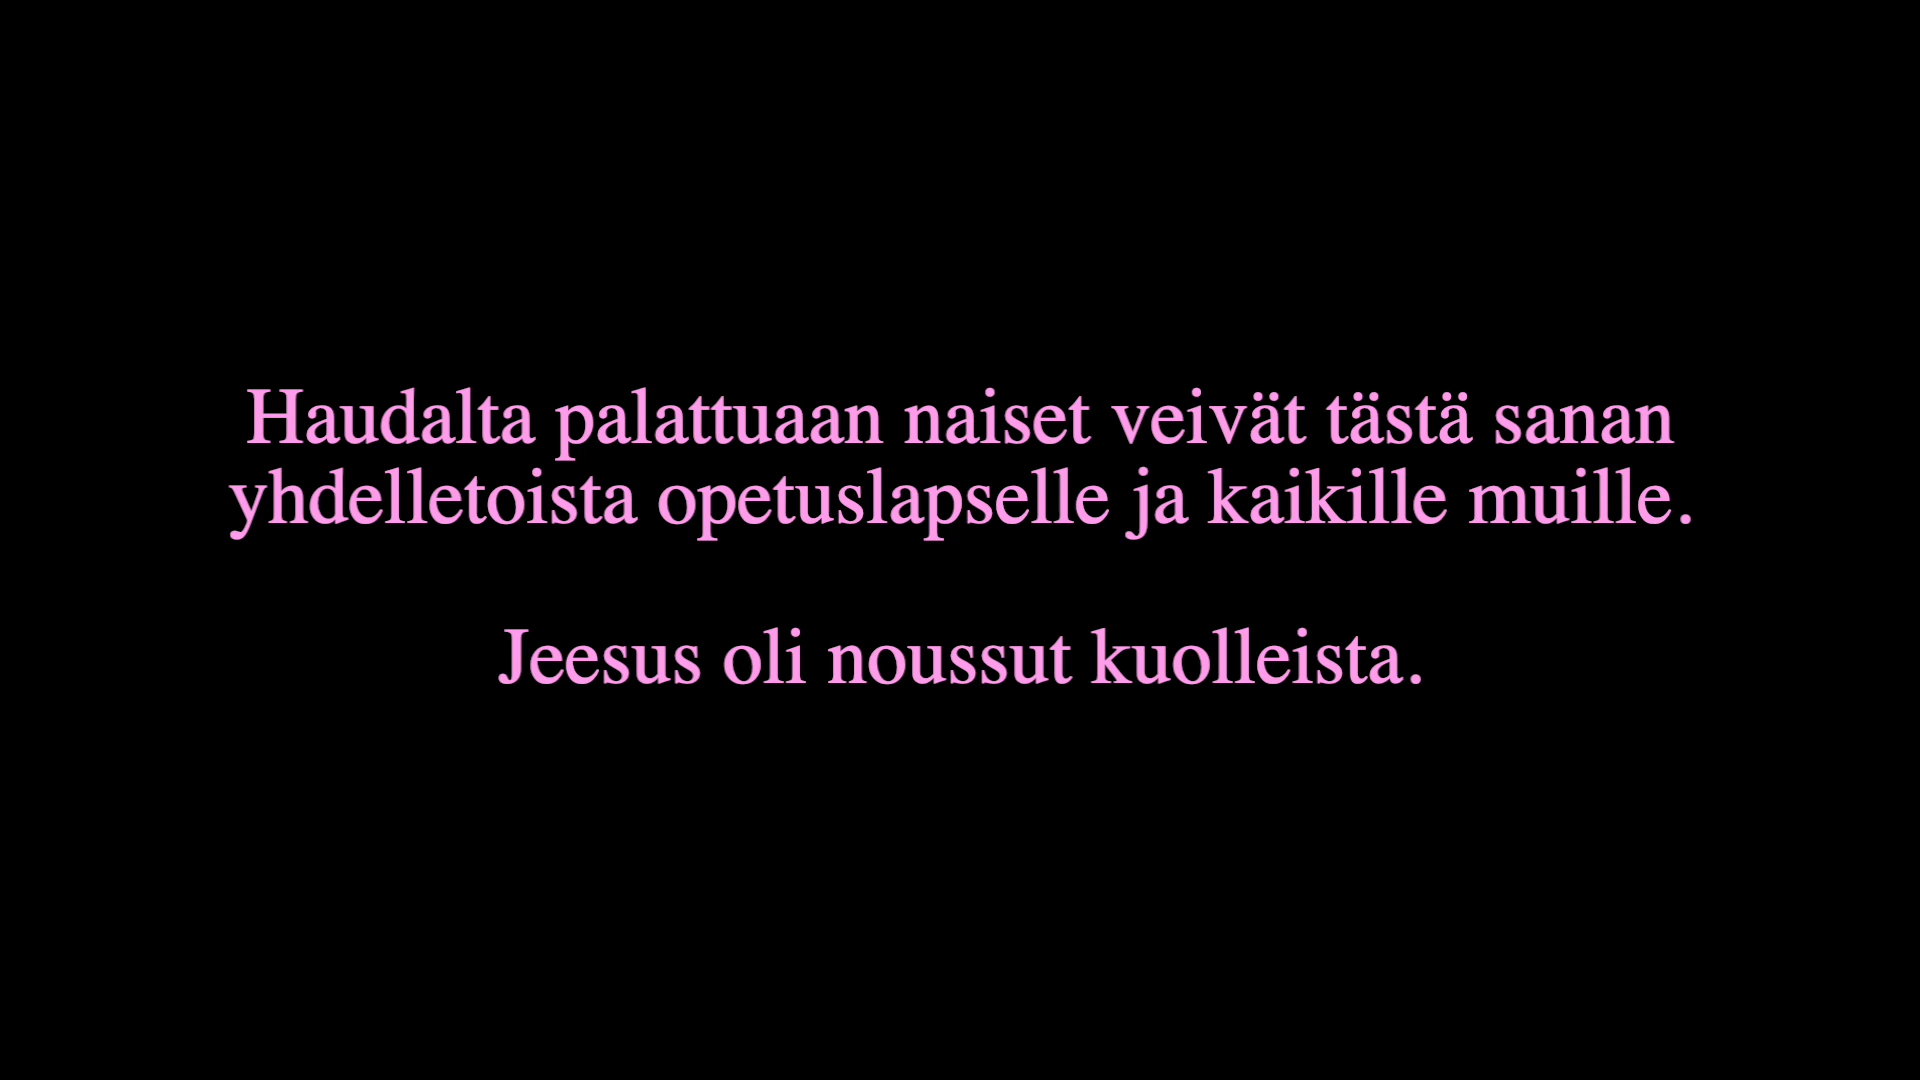 Haudalta palattuaan naiset veivät tästä sanan
yhdelletoista opetuslapselle ja kaikille muille.
Jeesus oli noussut kuolleista.